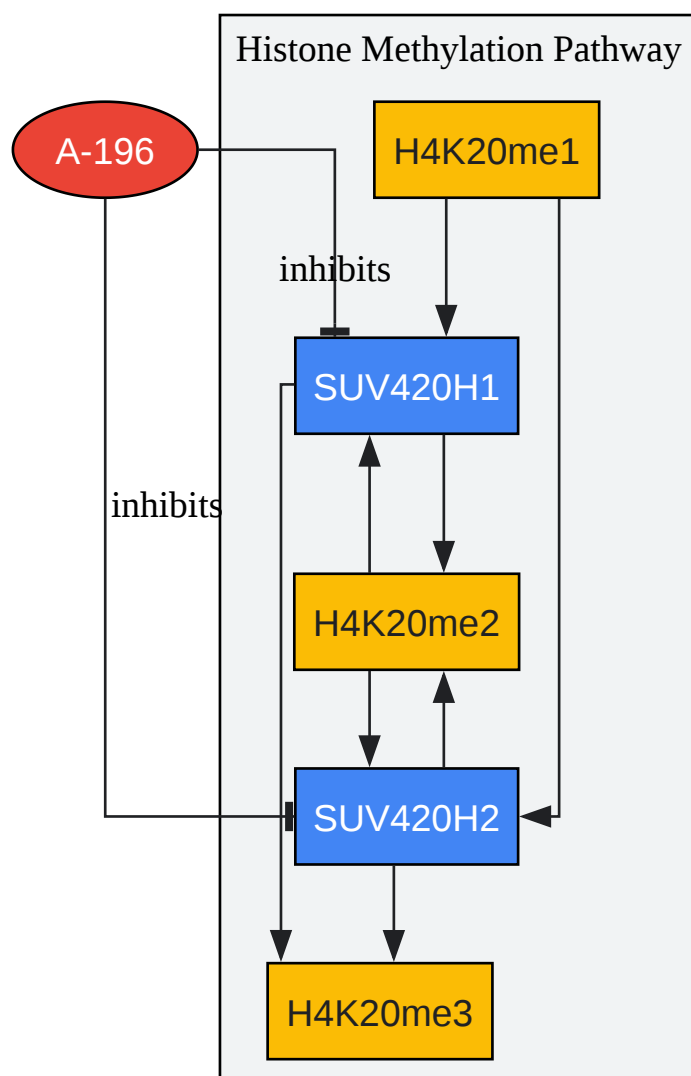 Histone Methylation Pathway
A-196
H4K20me1
inhibits
SUV420H1
inhibits
H4K20me2
SUV420H2
H4K20me3